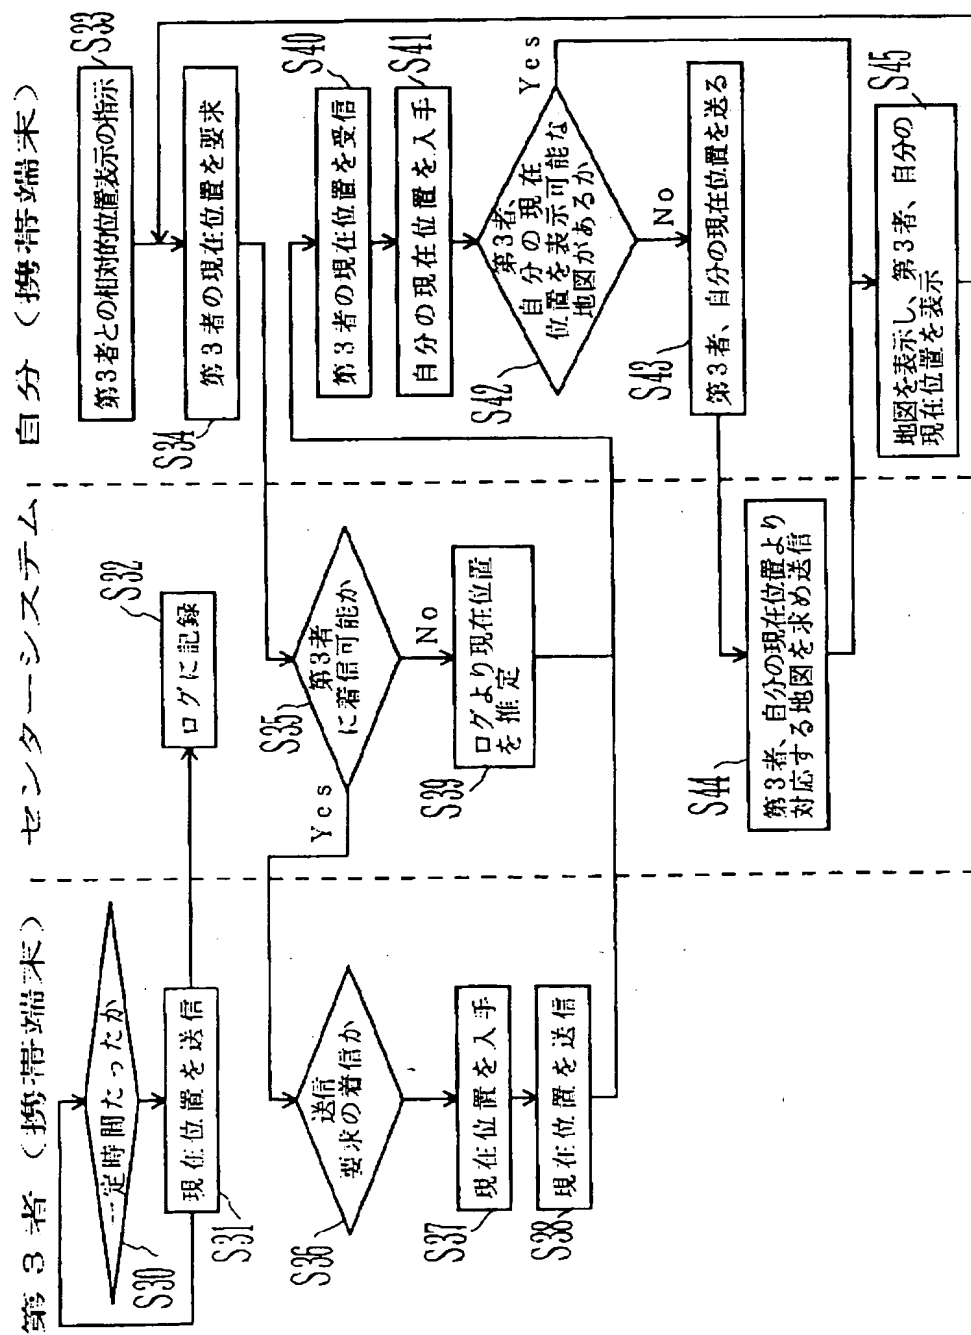 第３者（携帯端末）
センターシステム
自分（携帯端末）
一定時間たったか
S30
現在位置を送信
S31
ログに記録
S32
第3者との相対的位置表示の指示
S33
第3者の現在位置を要求
S34
第3者
に着信可能か
S35
Yes
No
送信
要求の着信か
S36
現在位置を入手
S37
現在位置を送信
S38
ログより現在位置
を推定
S39
第3者の現在位置を受信
S40
自分の現在位置を入手
S41
第3者、
自分の現在
位置を表示可能な
地図があるか
S42
Yes
No
第3者、自分の現在位置を送る
S43
第3者、自分の現在位置より
対応する地図を求め送信
S44
地図を表示し、第3者、自分の
現在位置を表示
S45